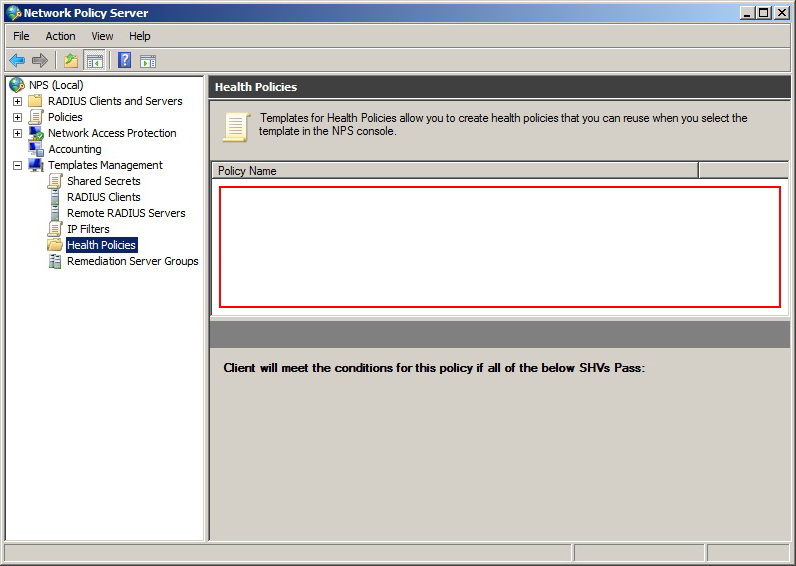 Network Policy Server
File Action View Help
NPS (Local)
RADIUS Clients and Servers
Policies
Network Access Protection
Accounting
Templates Management
Shared Secrets
RADIUS Clients
Remote RADIUS Servers
IP Filters
Health Policies
Remediation Server Groups
Health Policies
Templates for Health Policies allow you to create health policies that you can reuse when you select the
template in the NPS console.
Policy Name
Client will meet the conditions for this policy if all of the below SHVs Pass: